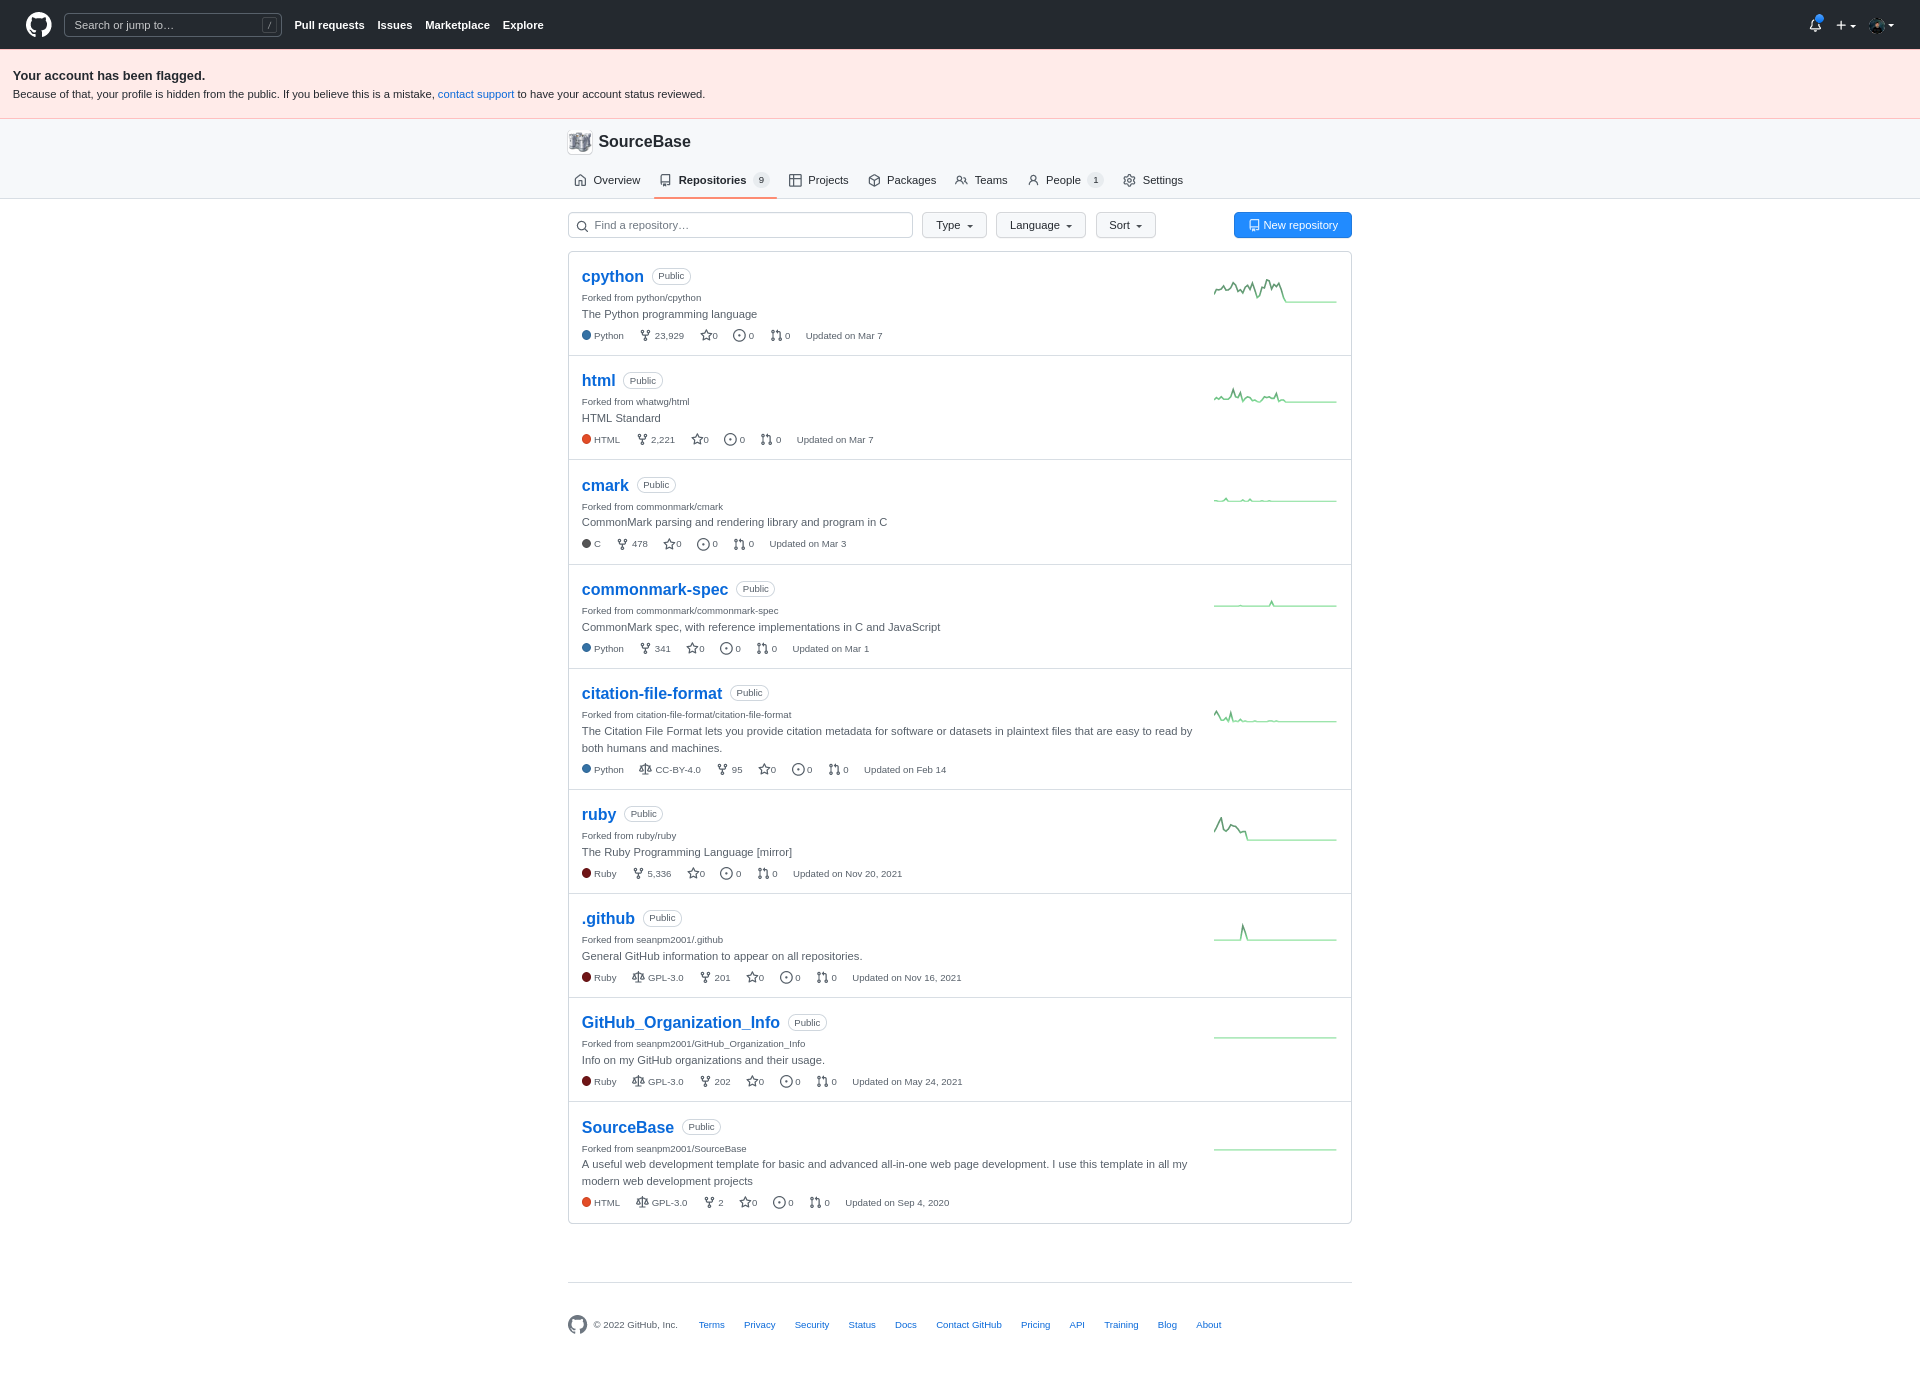 Search or jump to… / Pull requests Issues Marketplace Explore
Your account has been flagged.
Because of that, your profile is hidden from the public. If you believe this is a mistake, contact support to have your account status reviewed.
SourceBase
Overview Repositories 9 Projects Packages Teams People 1 Settings
Find a repository… Type Language Sort New repository
cpython Public
Forked from python/cpython
The Python programming language
Python 23,929 0 0 0 Updated on Mar 7
html Public
Forked from whatwg/html
HTML Standard
HTML 2,221 0 0 0 Updated on Mar 7
cmark Public
Forked from commonmark/cmark
CommonMark parsing and rendering library and program in C
C 478 0 0 0 Updated on Mar 3
commonmark-spec Public
Forked from commonmark/commonmark-spec
CommonMark spec, with reference implementations in C and JavaScript
Python 341 0 0 0 Updated on Mar 1
citation-file-format Public
Forked from citation-file-format/citation-file-format
The Citation File Format lets you provide citation metadata for software or datasets in plaintext files that are easy to read by
both humans and machines.
Python CC-BY-4.0 95 0 0 0 Updated on Feb 14
ruby Public
Forked from ruby/ruby
The Ruby Programming Language [mirror]
Ruby 5,336 0 0 0 Updated on Nov 20, 2021
.github Public
Forked from seanpm2001/.github
General GitHub information to appear on all repositories.
Ruby GPL-3.0 201 0 0 0 Updated on Nov 16, 2021
GitHub_Organization_Info Public
Forked from seanpm2001/GitHub_Organization_Info
Info on my GitHub organizations and their usage.
Ruby GPL-3.0 202 0 0 0 Updated on May 24, 2021
SourceBase Public
Forked from seanpm2001/SourceBase
A useful web development template for basic and advanced all-in-one web page development. I use this template in all my
modern web development projects
HTML GPL-3.0 2 0 0 0 Updated on Sep 4, 2020
© 2022 GitHub, Inc. Terms Privacy Security Status Docs Contact GitHub Pricing API Training Blog About